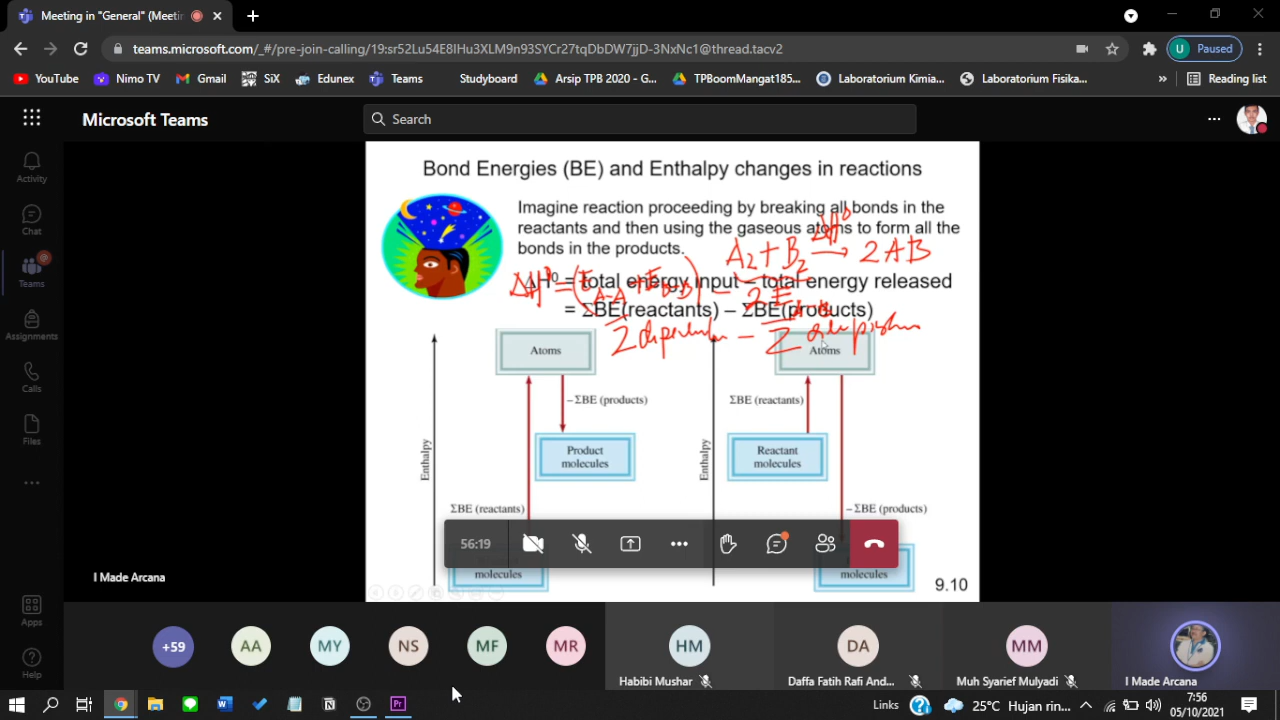 Meeting in "General" (Meetin
teams.microsoft.com/_#/pre-join-calling/19:sr52Lu54E8IHu3XLM9n93SYCr27tqDbDW7jjD-3NxNc1@thread.tacv2
U Paused
YouTube Nimo TV Gmail SIX Edunex Teams Studyboard Arsip TPB 2020 - G... TPBromMangat185... Laboratorium Kimia... Laboratorium Fisika... » Reading list
Microsoft Teams
Search
Activity
Chat
Teams
Assignments
Calls
Files
Apps
Help
Bond Energies (BE) and Enthalpy changes in reactions
Imagine reaction proceeding by breaking all bonds in the
reactants and then using the gaseous atoms to form all the
bonds in the products.
ΔH⁰
A₂ + B₂ → 2AB
ΔH⁰ = total energy input – total energy released
ΔH⁰ = (E A-A + E B-B) – 2E
= ΣBE(reactants) – ΣBE(products)
Σ – Σ
Atoms
– ΣBE (products)
Product
molecules
Enthalpy
ΣBE (reactants)
molecules
Atoms
ΣBE (reactants)
Reactant
molecules
Enthalpy
– ΣBE (products)
molecules
9.10
56:19
I Made Arcana
+59 AA MY NS MF MR HM DA MM
Habibi Mushar Daffa Fatih Rafi And... Muh Syarief Mulyadi I Made Arcana
Links 25°C Hujan rin... 7:56
05/10/2021